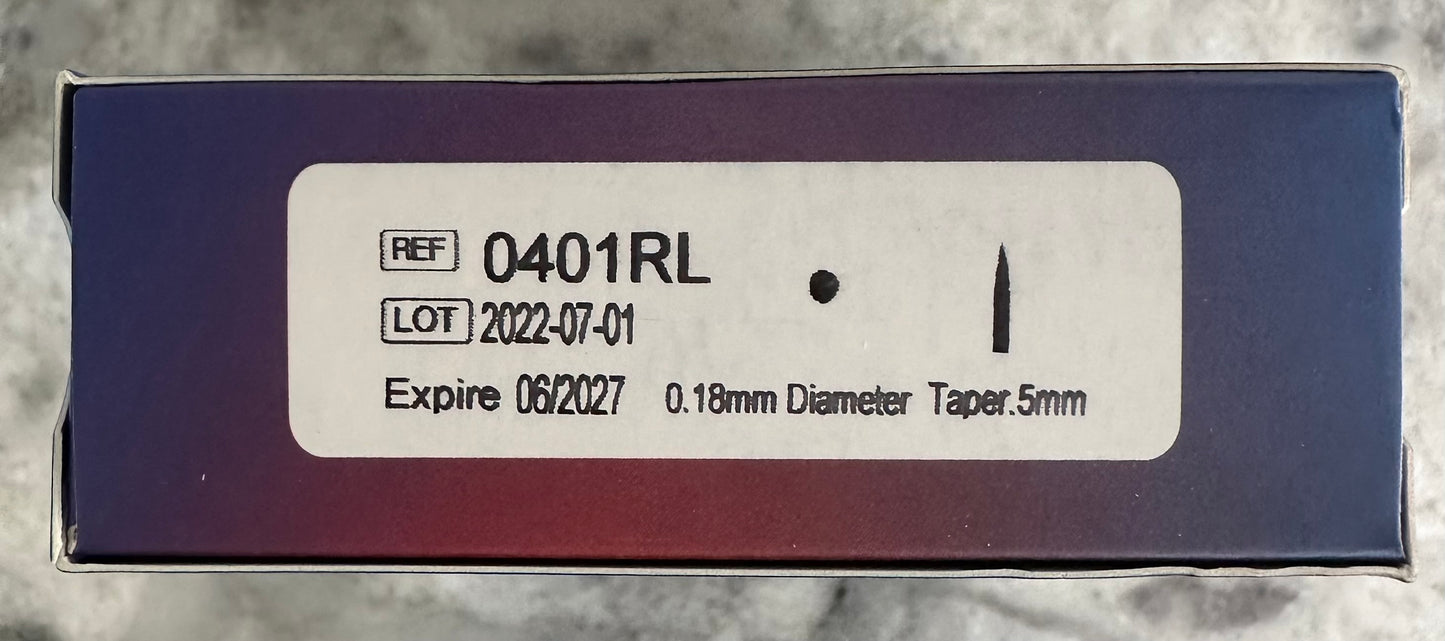 REF 0401RL
LOT 2022-07-01
Expire 06/2027 0.18mm Diameter Taper.5mm